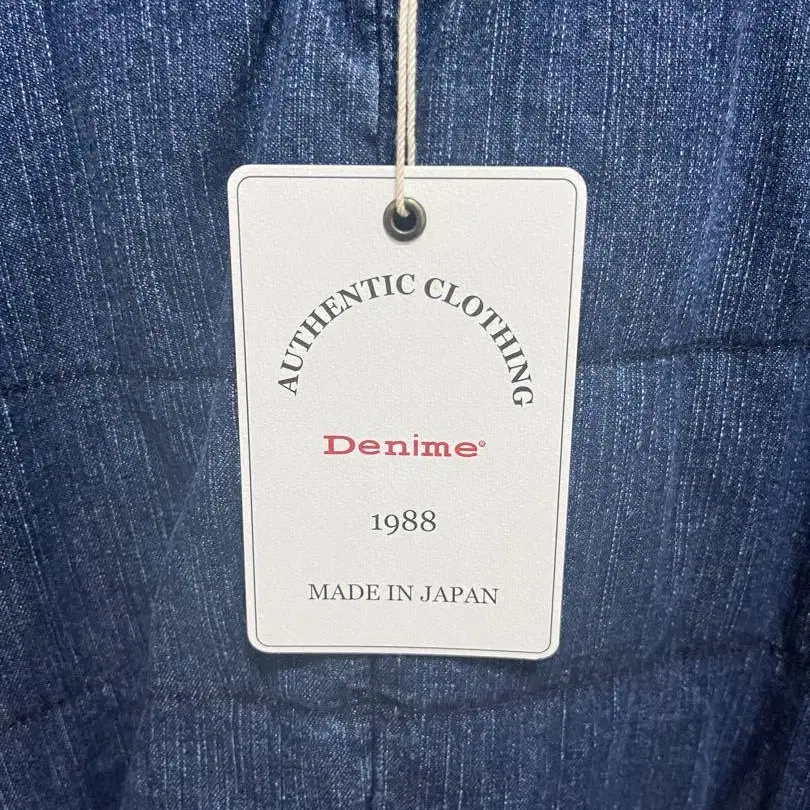 AUTHENTIC CLOTHING
Denime®
1988
MADE IN JAPAN